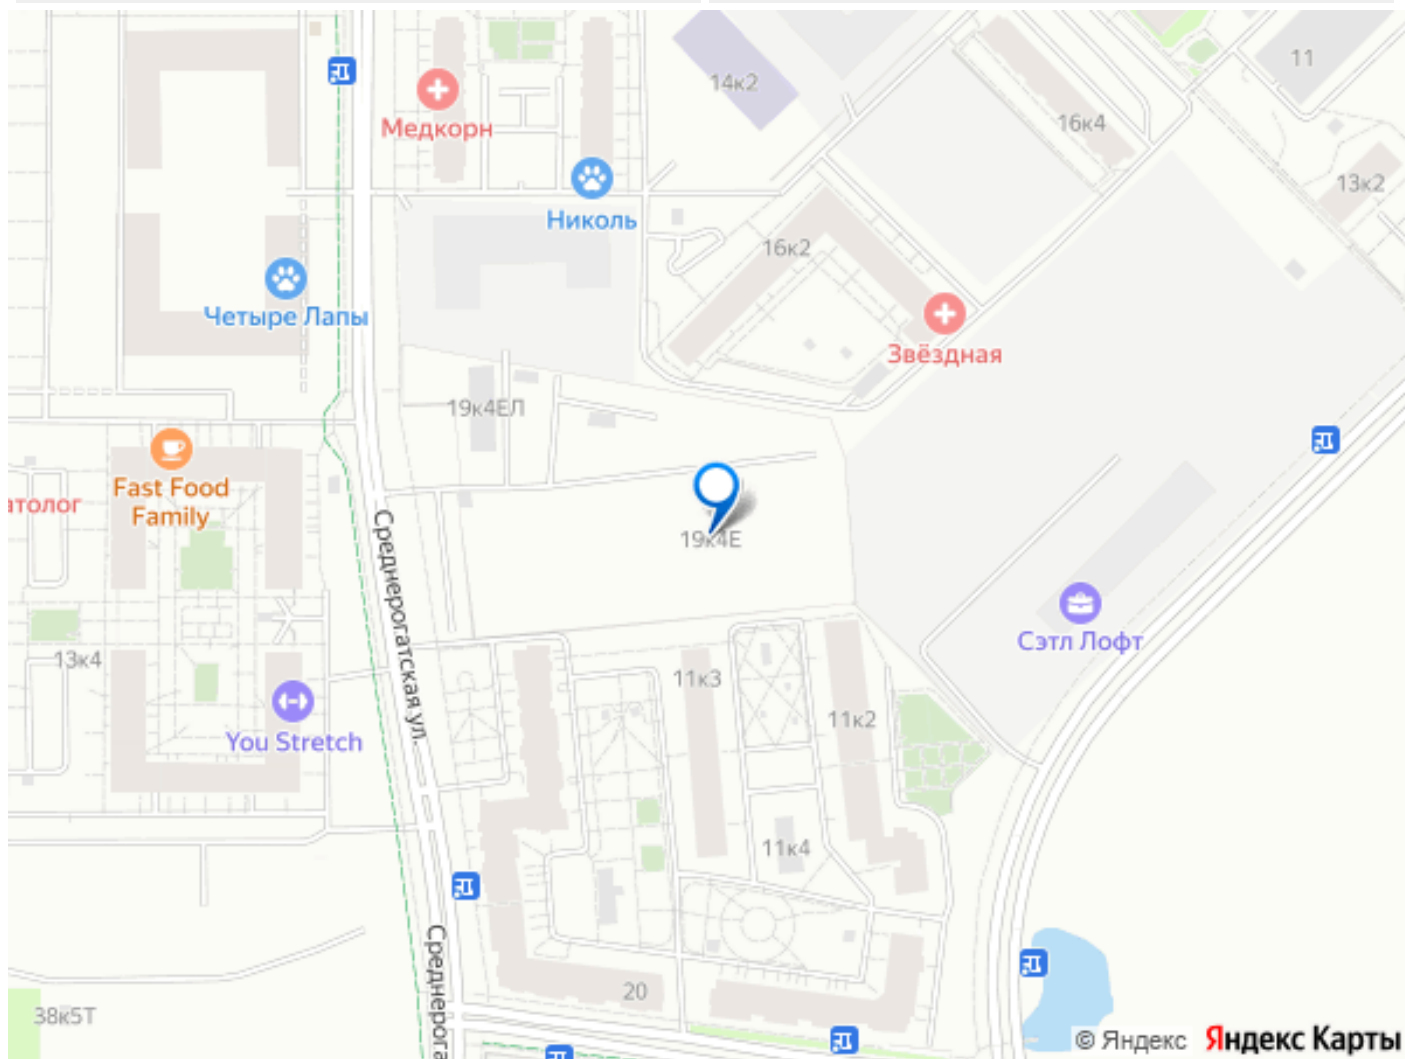 11
14к2
16к4
Медкорн
13к2
Николь
16к2
Четыре Лапы
Звёздная
19к4ЕЛ
Fast Food
Family
атолог
Среднерогатская ул.
19к4Е
Сэтл Лофт
13к4
11к3
11к2
You Stretch
11к4
Среднерога
20
38к5Т
© Яндекс Яндекс Карты